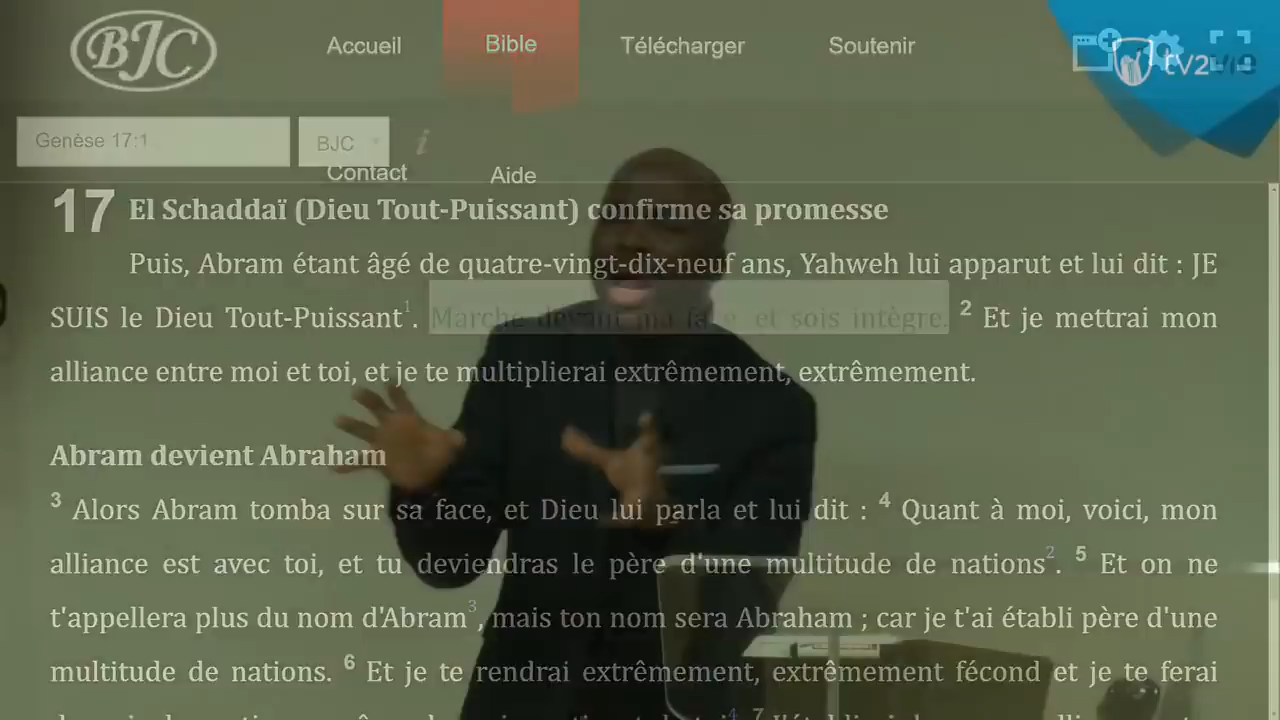 BJC
Accueil
Bible
Télécharger
Soutenir
tv2vie
Genèse 17:1
BJC
i
Contact
Aide
17 El Schaddaï (Dieu Tout-Puissant) confirme sa promesse
Puis, Abram étant âgé de quatre-vingt-dix-neuf ans, Yahweh lui apparut et lui dit : JE
SUIS le Dieu Tout-Puissant1. Marche devant ma face, et sois intègre. 2 Et je mettrai mon
alliance entre moi et toi, et je te multiplierai extrêmement, extrêmement.
Abram devient Abraham
3 Alors Abram tomba sur sa face, et Dieu lui parla et lui dit : 4 Quant à moi, voici, mon
alliance est avec toi, et tu deviendras le père d'une multitude de nations2. 5 Et on ne
t'appellera plus du nom d'Abram3, mais ton nom sera Abraham ; car je t'ai établi père d'une
multitude de nations. 6 Et je te rendrai extrêmement, extrêmement fécond et je te ferai